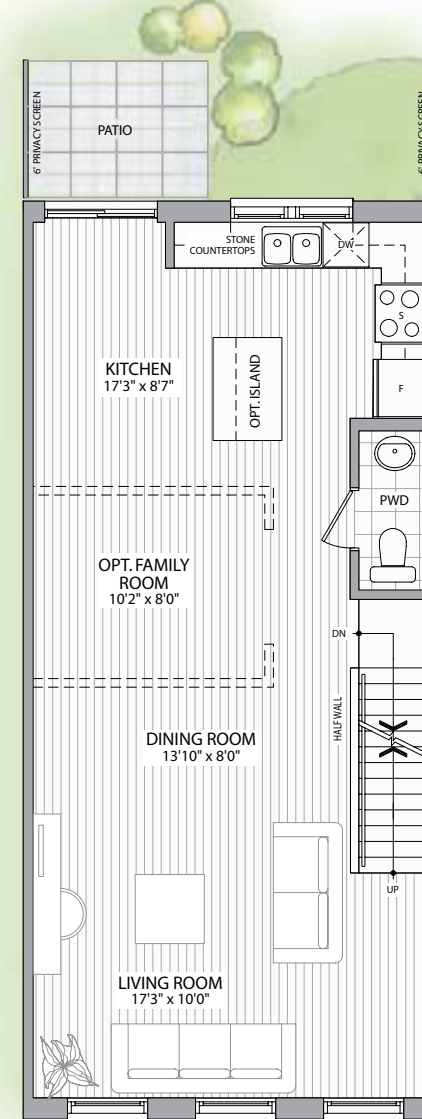 6' PRIVACY SCREEN
6' PRIVACY SCREEN
PATIO
STONE
COUNTERTOPS
DW
S
F
KITCHEN
17'3" x 8'7"
OPT. ISLAND
PWD
OPT. FAMILY
ROOM
10'2" x 8'0"
DN
HALF WALL
DINING ROOM
13'10" x 8'0"
UP
LIVING ROOM
17'3" x 10'0"